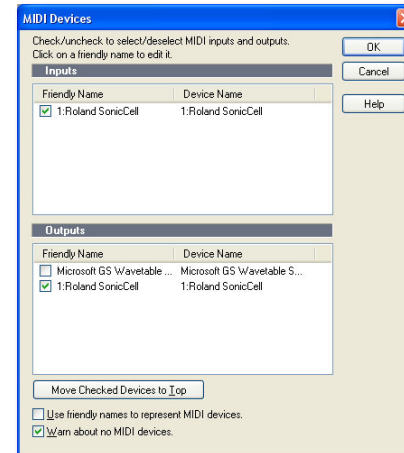 MIDI Devices
Check/uncheck to select/deselect MIDI inputs and outputs.
Click on a friendly name to edit it.
OK
Cancel
Help
Inputs
Friendly Name Device Name
1:Roland SonicCell 1:Roland SonicCell
Outputs
Friendly Name Device Name
Microsoft GS Wavetable ... Microsoft GS Wavetable S...
1:Roland SonicCell 1:Roland SonicCell
Move Checked Devices to Top
Use friendly names to represent MIDI devices.
Warn about no MIDI devices.